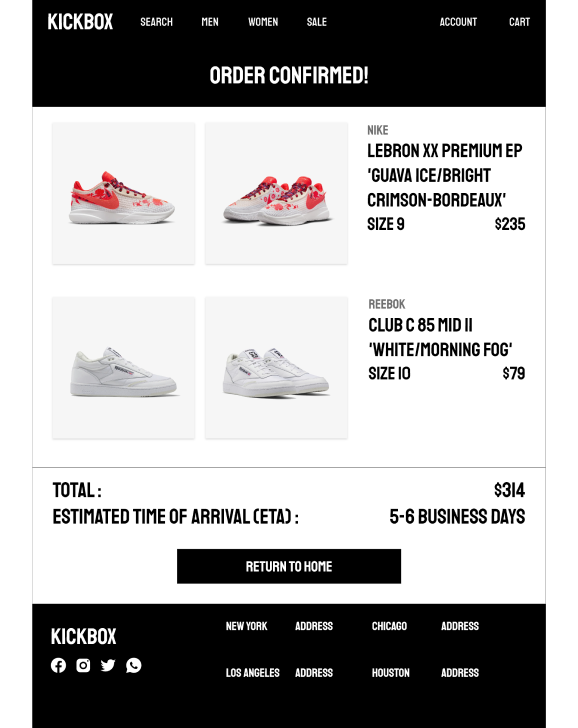 KICKBOX SEARCH MEN WOMEN SALE ACCOUNT CART
ORDER CONFIRMED!
NIKE
LEBRON XX PREMIUM EP
'GUAVA ICE/BRIGHT
CRIMSON-BORDEAUX'
SIZE 9 $235
REEBOK
CLUB C 85 MID II
'WHITE/MORNING FOG'
SIZE 10 $79
TOTAL : $314
ESTIMATED TIME OF ARRIVAL (ETA) : 5-6 BUSINESS DAYS
RETURN TO HOME
KICKBOX
NEW YORK ADDRESS CHICAGO ADDRESS
LOS ANGELES ADDRESS HOUSTON ADDRESS